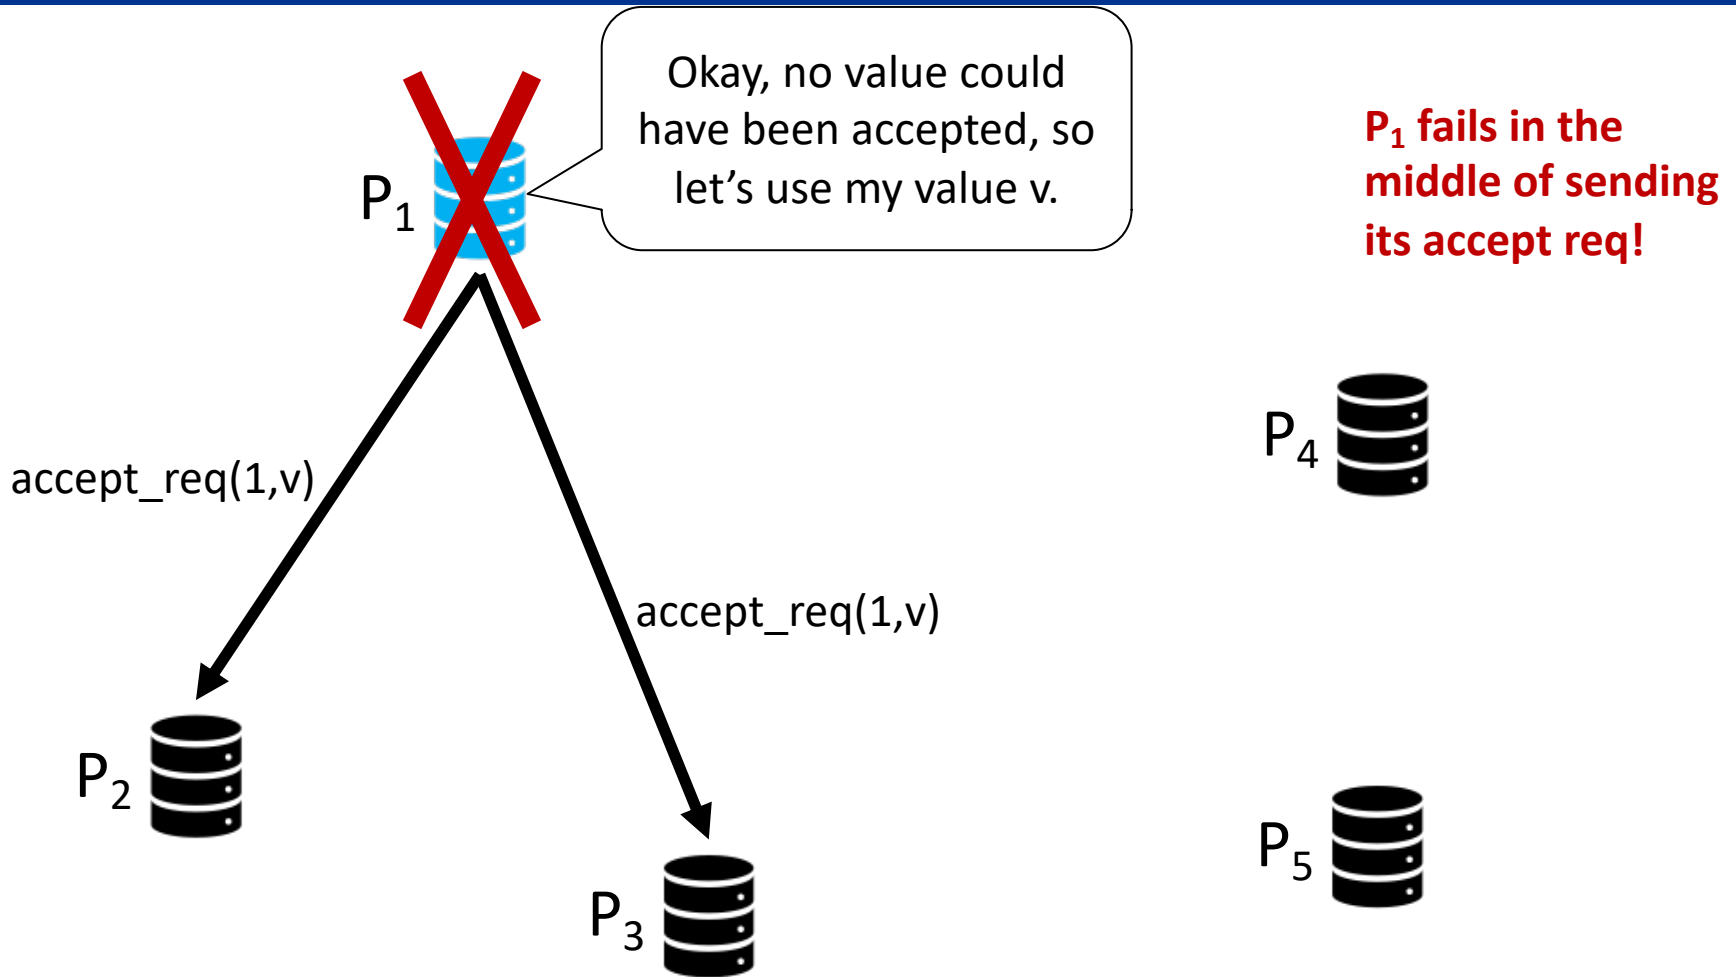 Okay, no value could
have been accepted, so
let’s use my value v.
P₁ fails in the
middle of sending
its accept req!
P₁
P₄
accept_req(1,v)
accept_req(1,v)
P₂
P₅
P₃